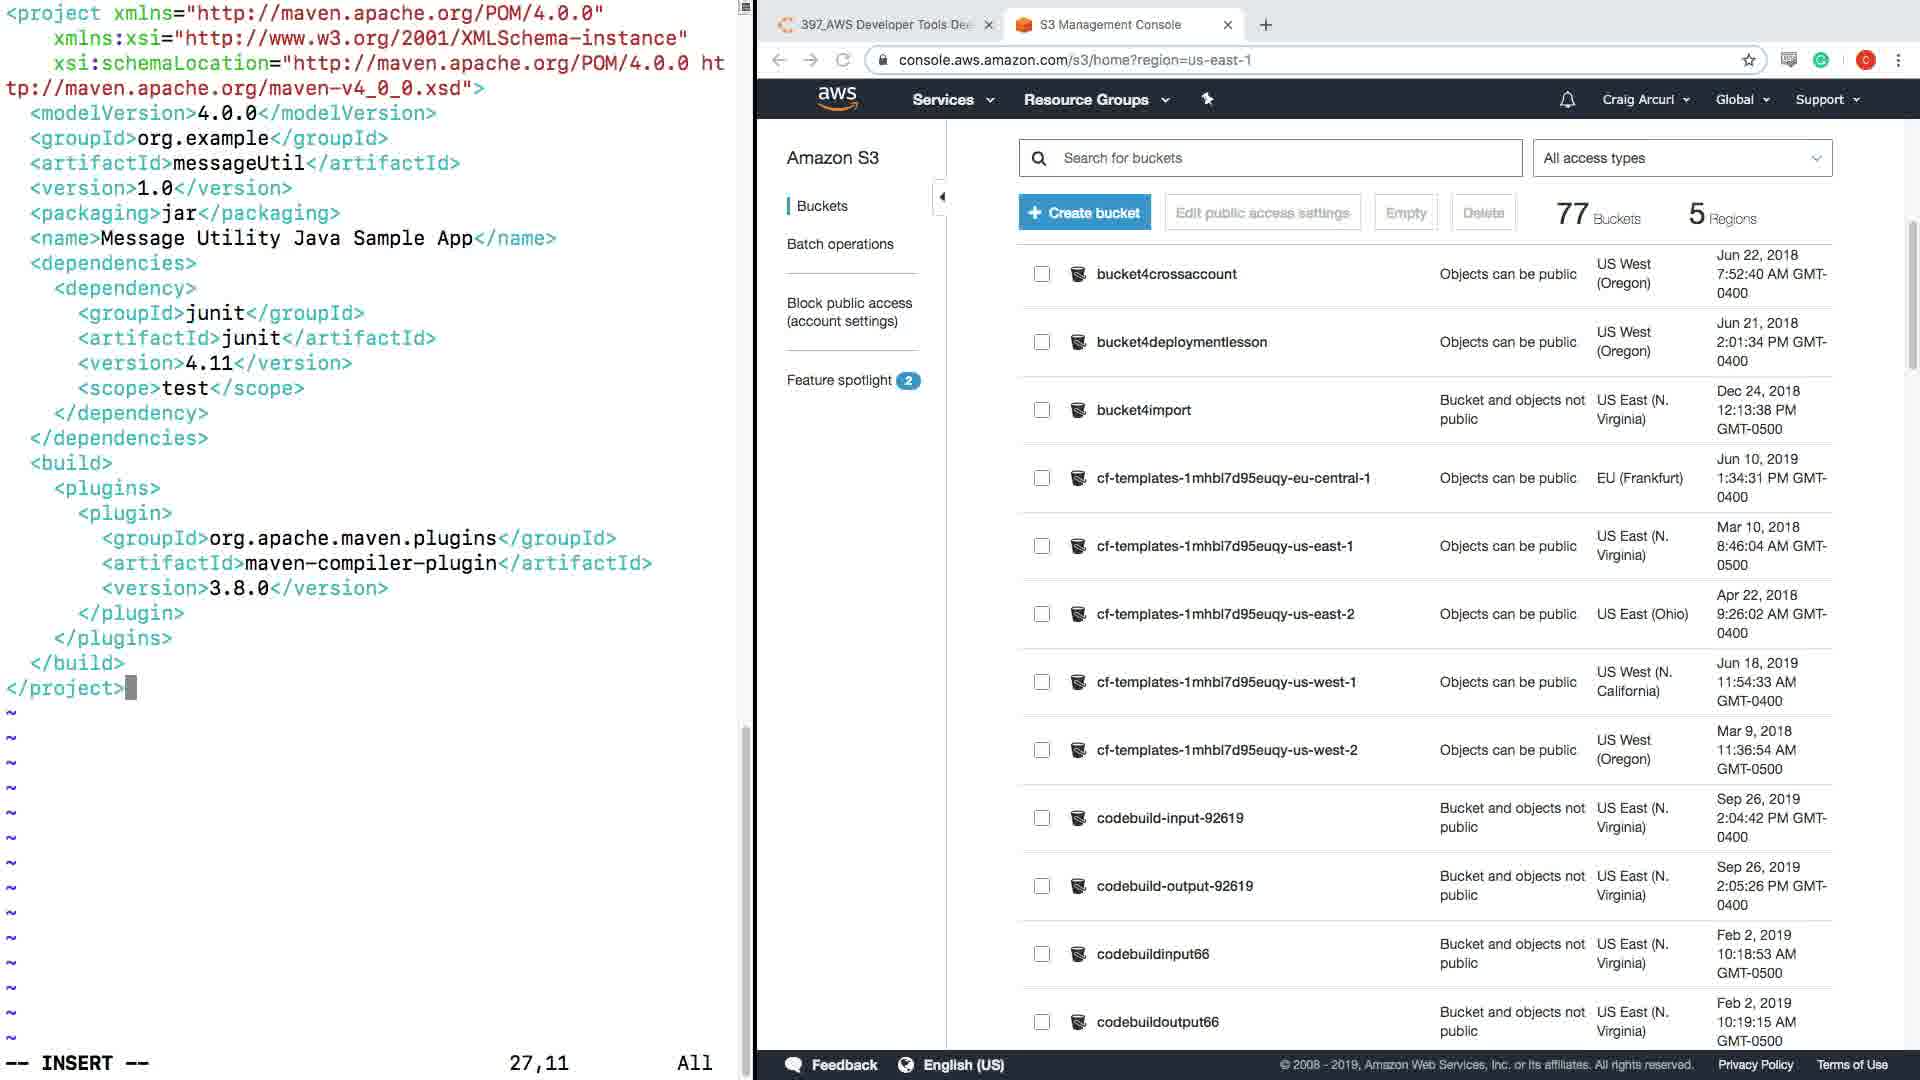 <project xmlns="http://maven.apache.org/POM/4.0.0"
xmlns:xsi="http://www.w3.org/2001/XMLSchema-instance"
xsi:schemaLocation="http://maven.apache.org/POM/4.0.0 ht
tp://maven.apache.org/maven-v4_0_0.xsd">
<modelVersion>4.0.0</modelVersion>
<groupId>org.example</groupId>
<artifactId>messageUtil</artifactId>
<version>1.0</version>
<packaging>jar</packaging>
<name>Message Utility Java Sample App</name>
<dependencies>
<dependency>
<groupId>junit</groupId>
<artifactId>junit</artifactId>
<version>4.11</version>
<scope>test</scope>
</dependency>
</dependencies>
<build>
<plugins>
<plugin>
<groupId>org.apache.maven.plugins</groupId>
<artifactId>maven-compiler-plugin</artifactId>
<version>3.8.0</version>
</plugin>
</plugins>
</build>
</project>
~
~
~
~
~
~
~
~
~
~
~
~
~
~
-- INSERT -- 27,11 All
397_AWS Developer Tools Dee
S3 Management Console
console.aws.amazon.com/s3/home?region=us-east-1
C
aws Services Resource Groups Craig Arcuri Global Support
Amazon S3
Buckets
Batch operations
Block public access
(account settings)
Feature spotlight 2
Search for buckets
All access types
+ Create bucket Edit public access settings Empty Delete 77 Buckets 5 Regions
bucket4crossaccount Objects can be public US West (Oregon) Jun 22, 2018 7:52:40 AM GMT-0400
bucket4deploymentlesson Objects can be public US West (Oregon) Jun 21, 2018 2:01:34 PM GMT-0400
bucket4import Bucket and objects not public US East (N. Virginia) Dec 24, 2018 12:13:38 PM GMT-0500
cf-templates-1mhbl7d95euqy-eu-central-1 Objects can be public EU (Frankfurt) Jun 10, 2019 1:34:31 PM GMT-0400
cf-templates-1mhbl7d95euqy-us-east-1 Objects can be public US East (N. Virginia) Mar 10, 2018 8:46:04 AM GMT-0500
cf-templates-1mhbl7d95euqy-us-east-2 Objects can be public US East (Ohio) Apr 22, 2018 9:26:02 AM GMT-0400
cf-templates-1mhbl7d95euqy-us-west-1 Objects can be public US West (N. California) Jun 18, 2019 11:54:33 AM GMT-0400
cf-templates-1mhbl7d95euqy-us-west-2 Objects can be public US West (Oregon) Mar 9, 2018 11:36:54 AM GMT-0500
codebuild-input-92619 Bucket and objects not public US East (N. Virginia) Sep 26, 2019 2:04:42 PM GMT-0400
codebuild-output-92619 Bucket and objects not public US East (N. Virginia) Sep 26, 2019 2:05:26 PM GMT-0400
codebuildinput66 Bucket and objects not public US East (N. Virginia) Feb 2, 2019 10:18:53 AM GMT-0500
codebuildoutput66 Bucket and objects not public US East (N. Virginia) Feb 2, 2019 10:19:15 AM GMT-0500
Feedback English (US) © 2008 - 2019, Amazon Web Services, Inc. or its affiliates. All rights reserved. Privacy Policy Terms of Use